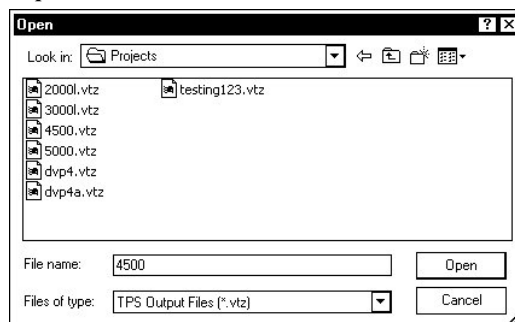 Open
Look in: Projects
2000l.vtz
3000l.vtz
4500.vtz
5000.vtz
dvp4.vtz
dvp4a.vtz
testing123.vtz
File name: 4500 Open
Files of type: TPS Output Files (*.vtz) Cancel